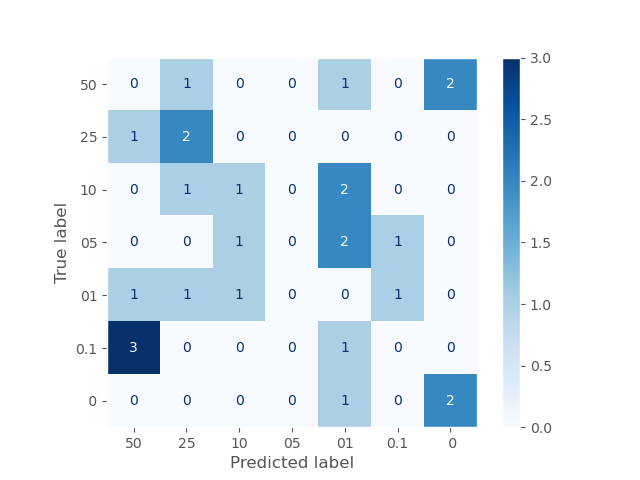 50 0 1 0 0 1 0 2
25 1 2 0 0 0 0 0
10 0 1 1 0 2 0 0
05 0 0 1 0 2 1 0
01 1 1 1 0 0 1 0
0.1 3 0 0 0 1 0 0
0 0 0 0 0 1 0 2
50 25 10 05 01 0.1 0
Predicted label
True label
3.0
2.5
2.0
1.5
1.0
0.5
0.0